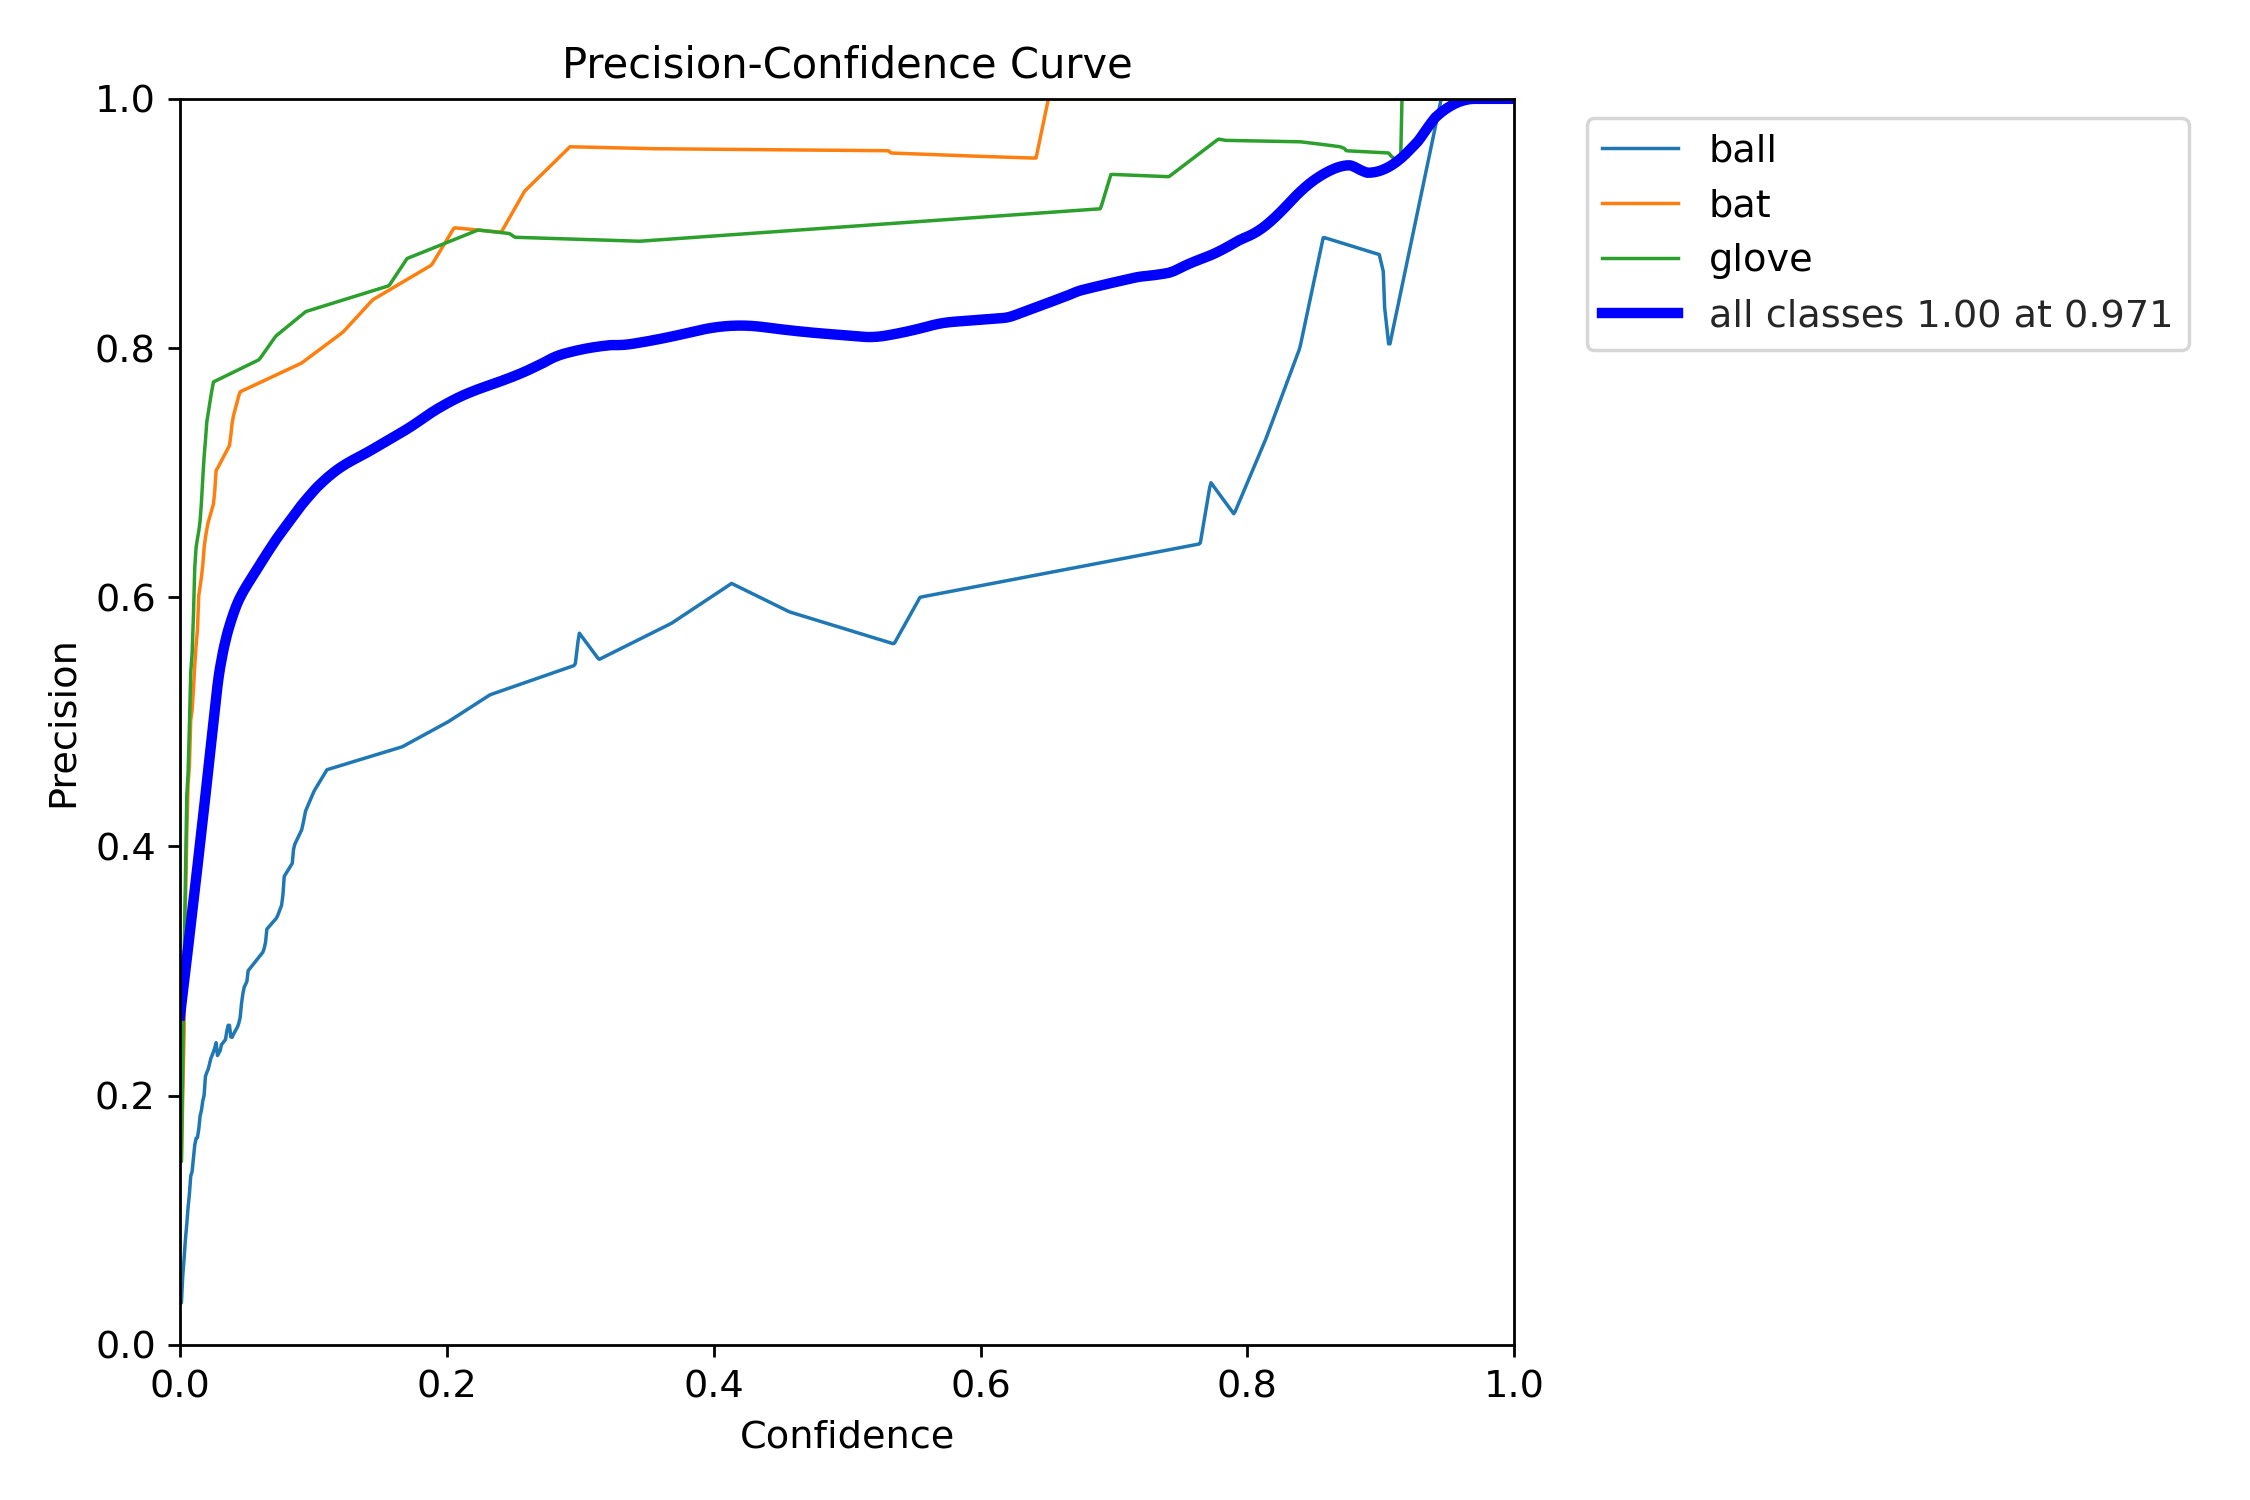 Precision-Confidence Curve
1.0
0.8
0.6
0.4
0.2
0.0
Precision
0.0 0.2 0.4 0.6 0.8 1.0
Confidence
ball
bat
glove
all classes 1.00 at 0.971